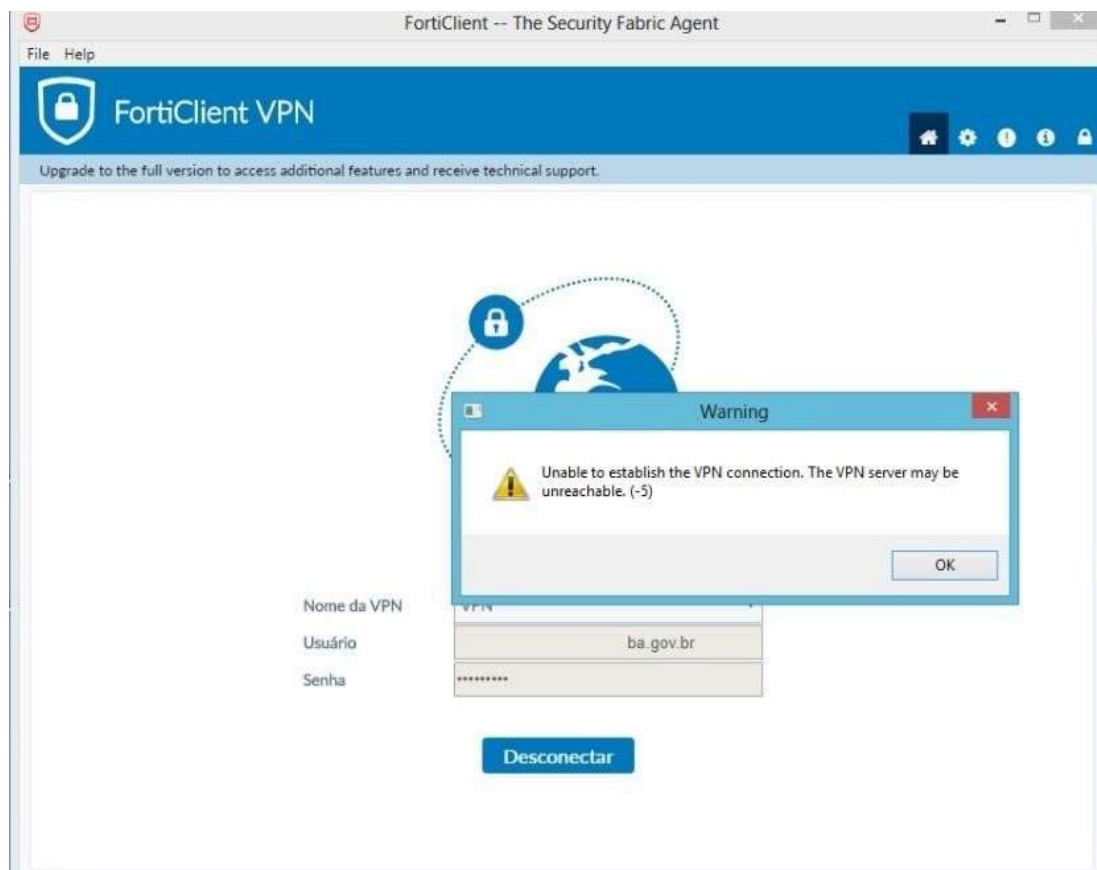 FortiClient -- The Security Fabric Agent
File Help
FortiClient VPN
Upgrade to the full version to access additional features and receive technical support.
Warning
Unable to establish the VPN connection. The VPN server may be
unreachable. (-5)
OK
Nome da VPN VPN
Usuário ba.gov.br
Senha •••••••••
Desconectar